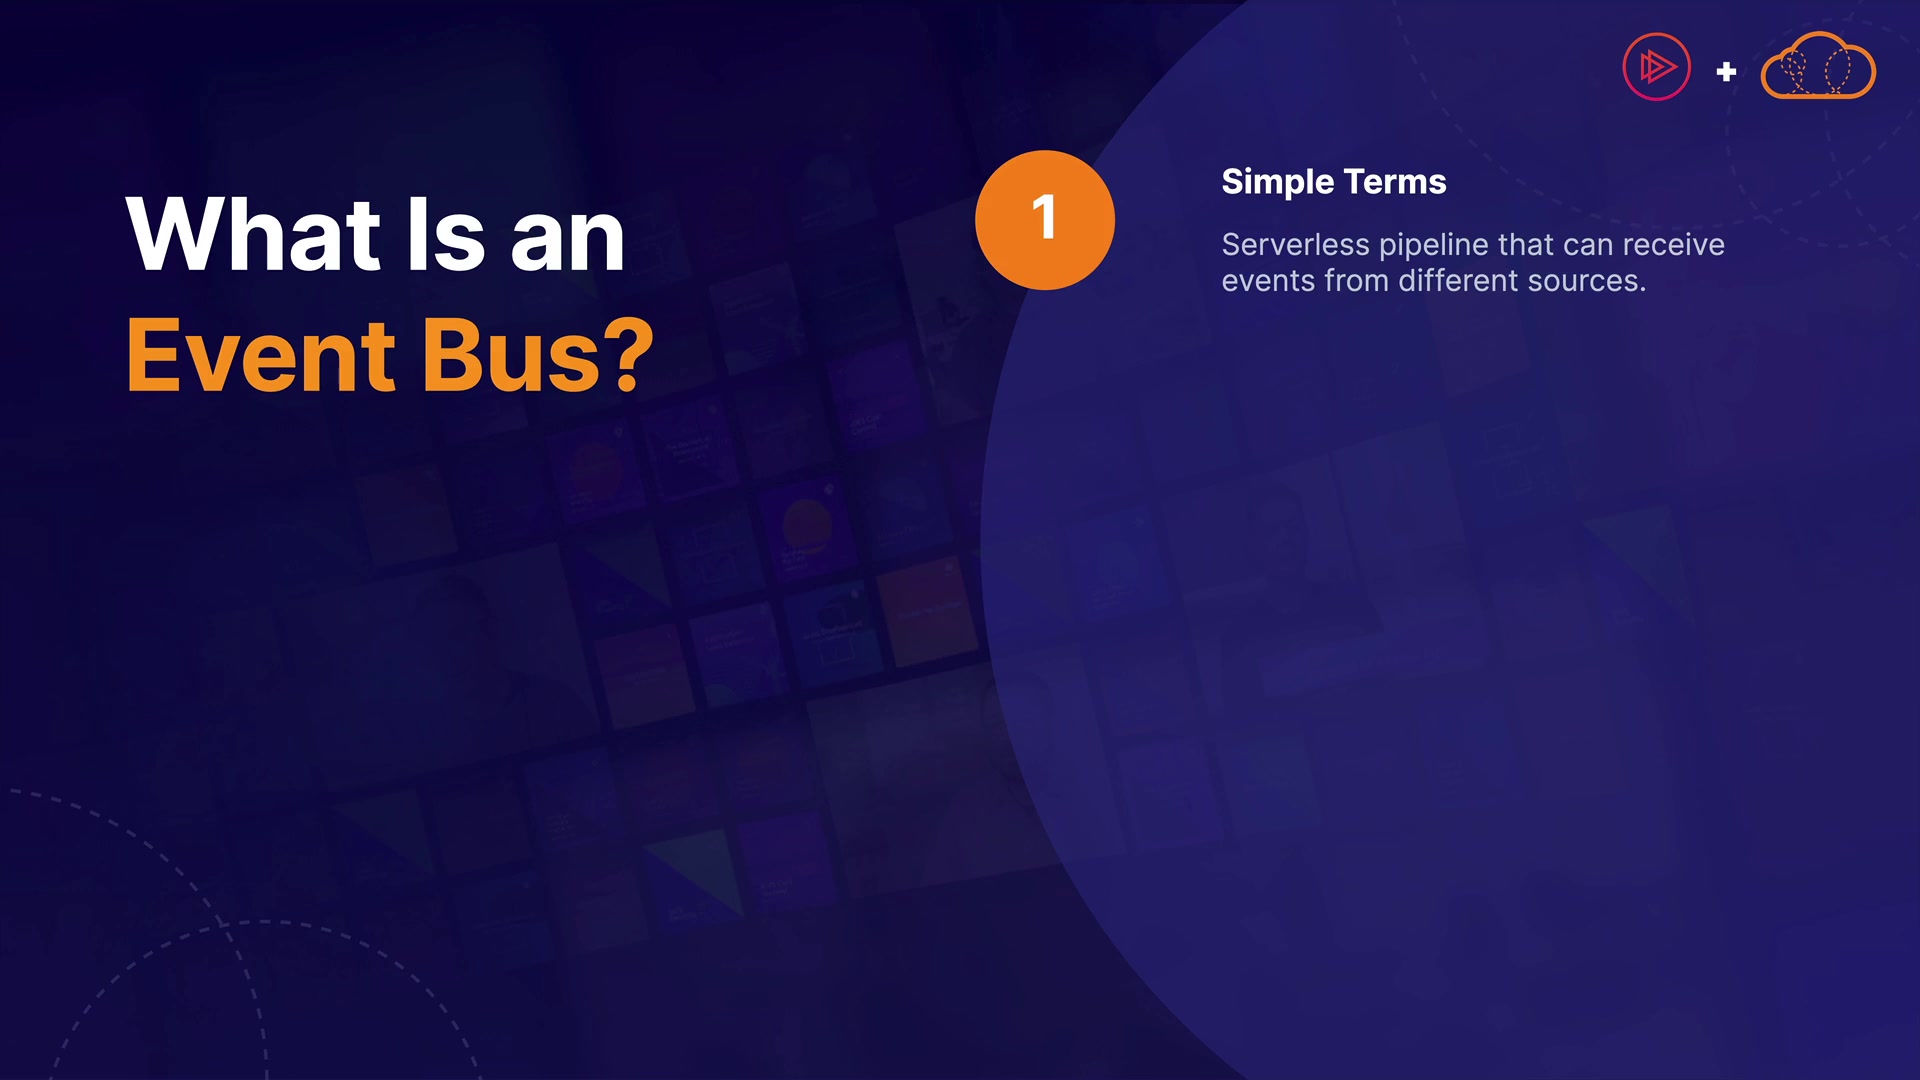 What Is an
Event Bus?
1
Simple Terms
Serverless pipeline that can receive
events from different sources.